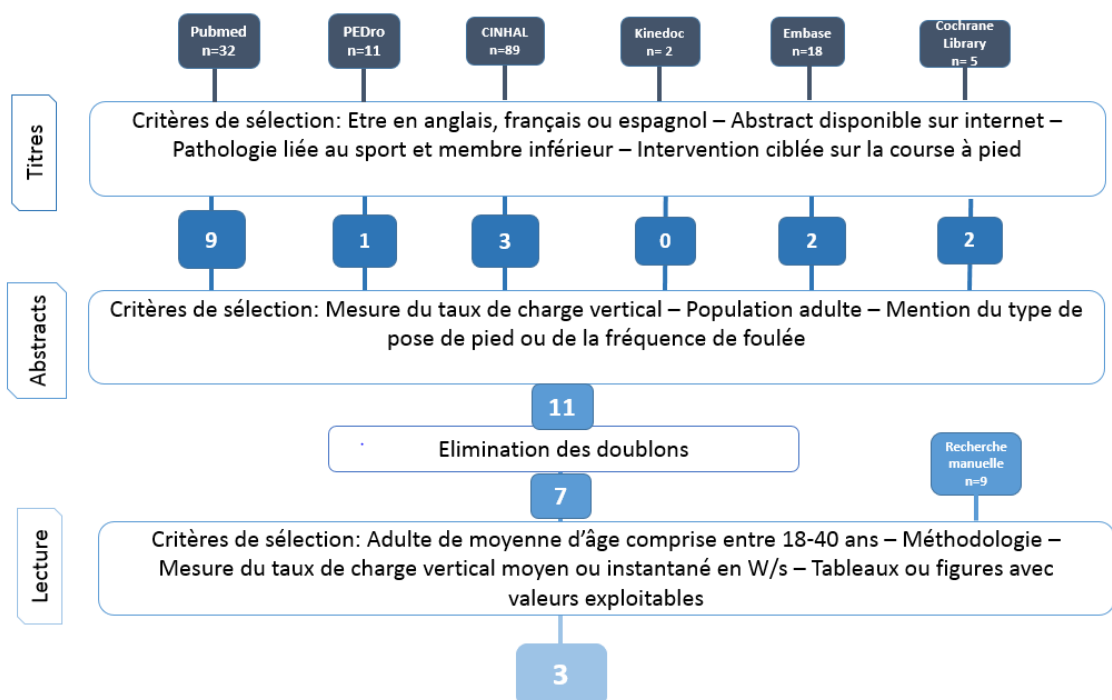 Pubmed
n=32
PEDro
n=11
CINHAL
n=89
Kinedoc
n= 2
Embase
n=18
Cochrane
Library
n= 5
Titres
Critères de sélection: Etre en anglais, français ou espagnol – Abstract disponible sur internet –
Pathologie liée au sport et membre inférieur – Intervention ciblée sur la course à pied
9
1
3
0
2
2
Abstracts
Critères de sélection: Mesure du taux de charge vertical – Population adulte – Mention du type de
pose de pied ou de la fréquence de foulée
11
Elimination des doublons
Recherche
manuelle
n=9
7
Lecture
Critères de sélection: Adulte de moyenne d’âge comprise entre 18-40 ans – Méthodologie –
Mesure du taux de charge vertical moyen ou instantané en W/s – Tableaux ou figures avec
valeurs exploitables
3